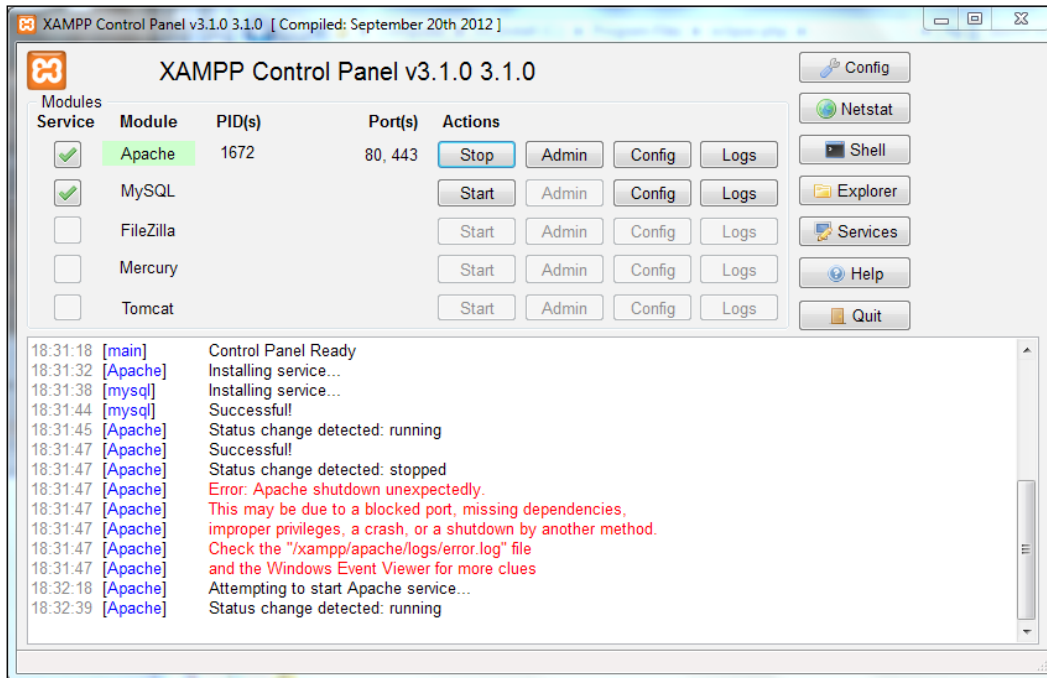 XAMPP Control Panel v3.1.0 3.1.0 [ Compiled: September 20th 2012 ]
XAMPP Control Panel v3.1.0 3.1.0
Config
Modules
Netstat
Service Module PID(s) Port(s) Actions
Apache 1672 80, 443 Stop Admin Config Logs
Shell
MySQL Start Admin Config Logs
Explorer
FileZilla Start Admin Config Logs
Services
Mercury Start Admin Config Logs
Help
Tomcat Start Admin Config Logs
Quit
18:31:18 [main] Control Panel Ready
18:31:32 [Apache] Installing service...
18:31:38 [mysql] Installing service...
18:31:44 [mysql] Successful!
18:31:45 [Apache] Status change detected: running
18:31:47 [Apache] Successful!
18:31:47 [Apache] Status change detected: stopped
18:31:47 [Apache] Error: Apache shutdown unexpectedly.
18:31:47 [Apache] This may be due to a blocked port, missing dependencies,
18:31:47 [Apache] improper privileges, a crash, or a shutdown by another method.
18:31:47 [Apache] Check the "/xampp/apache/logs/error.log" file
18:31:47 [Apache] and the Windows Event Viewer for more clues
18:32:18 [Apache] Attempting to start Apache service...
18:32:39 [Apache] Status change detected: running